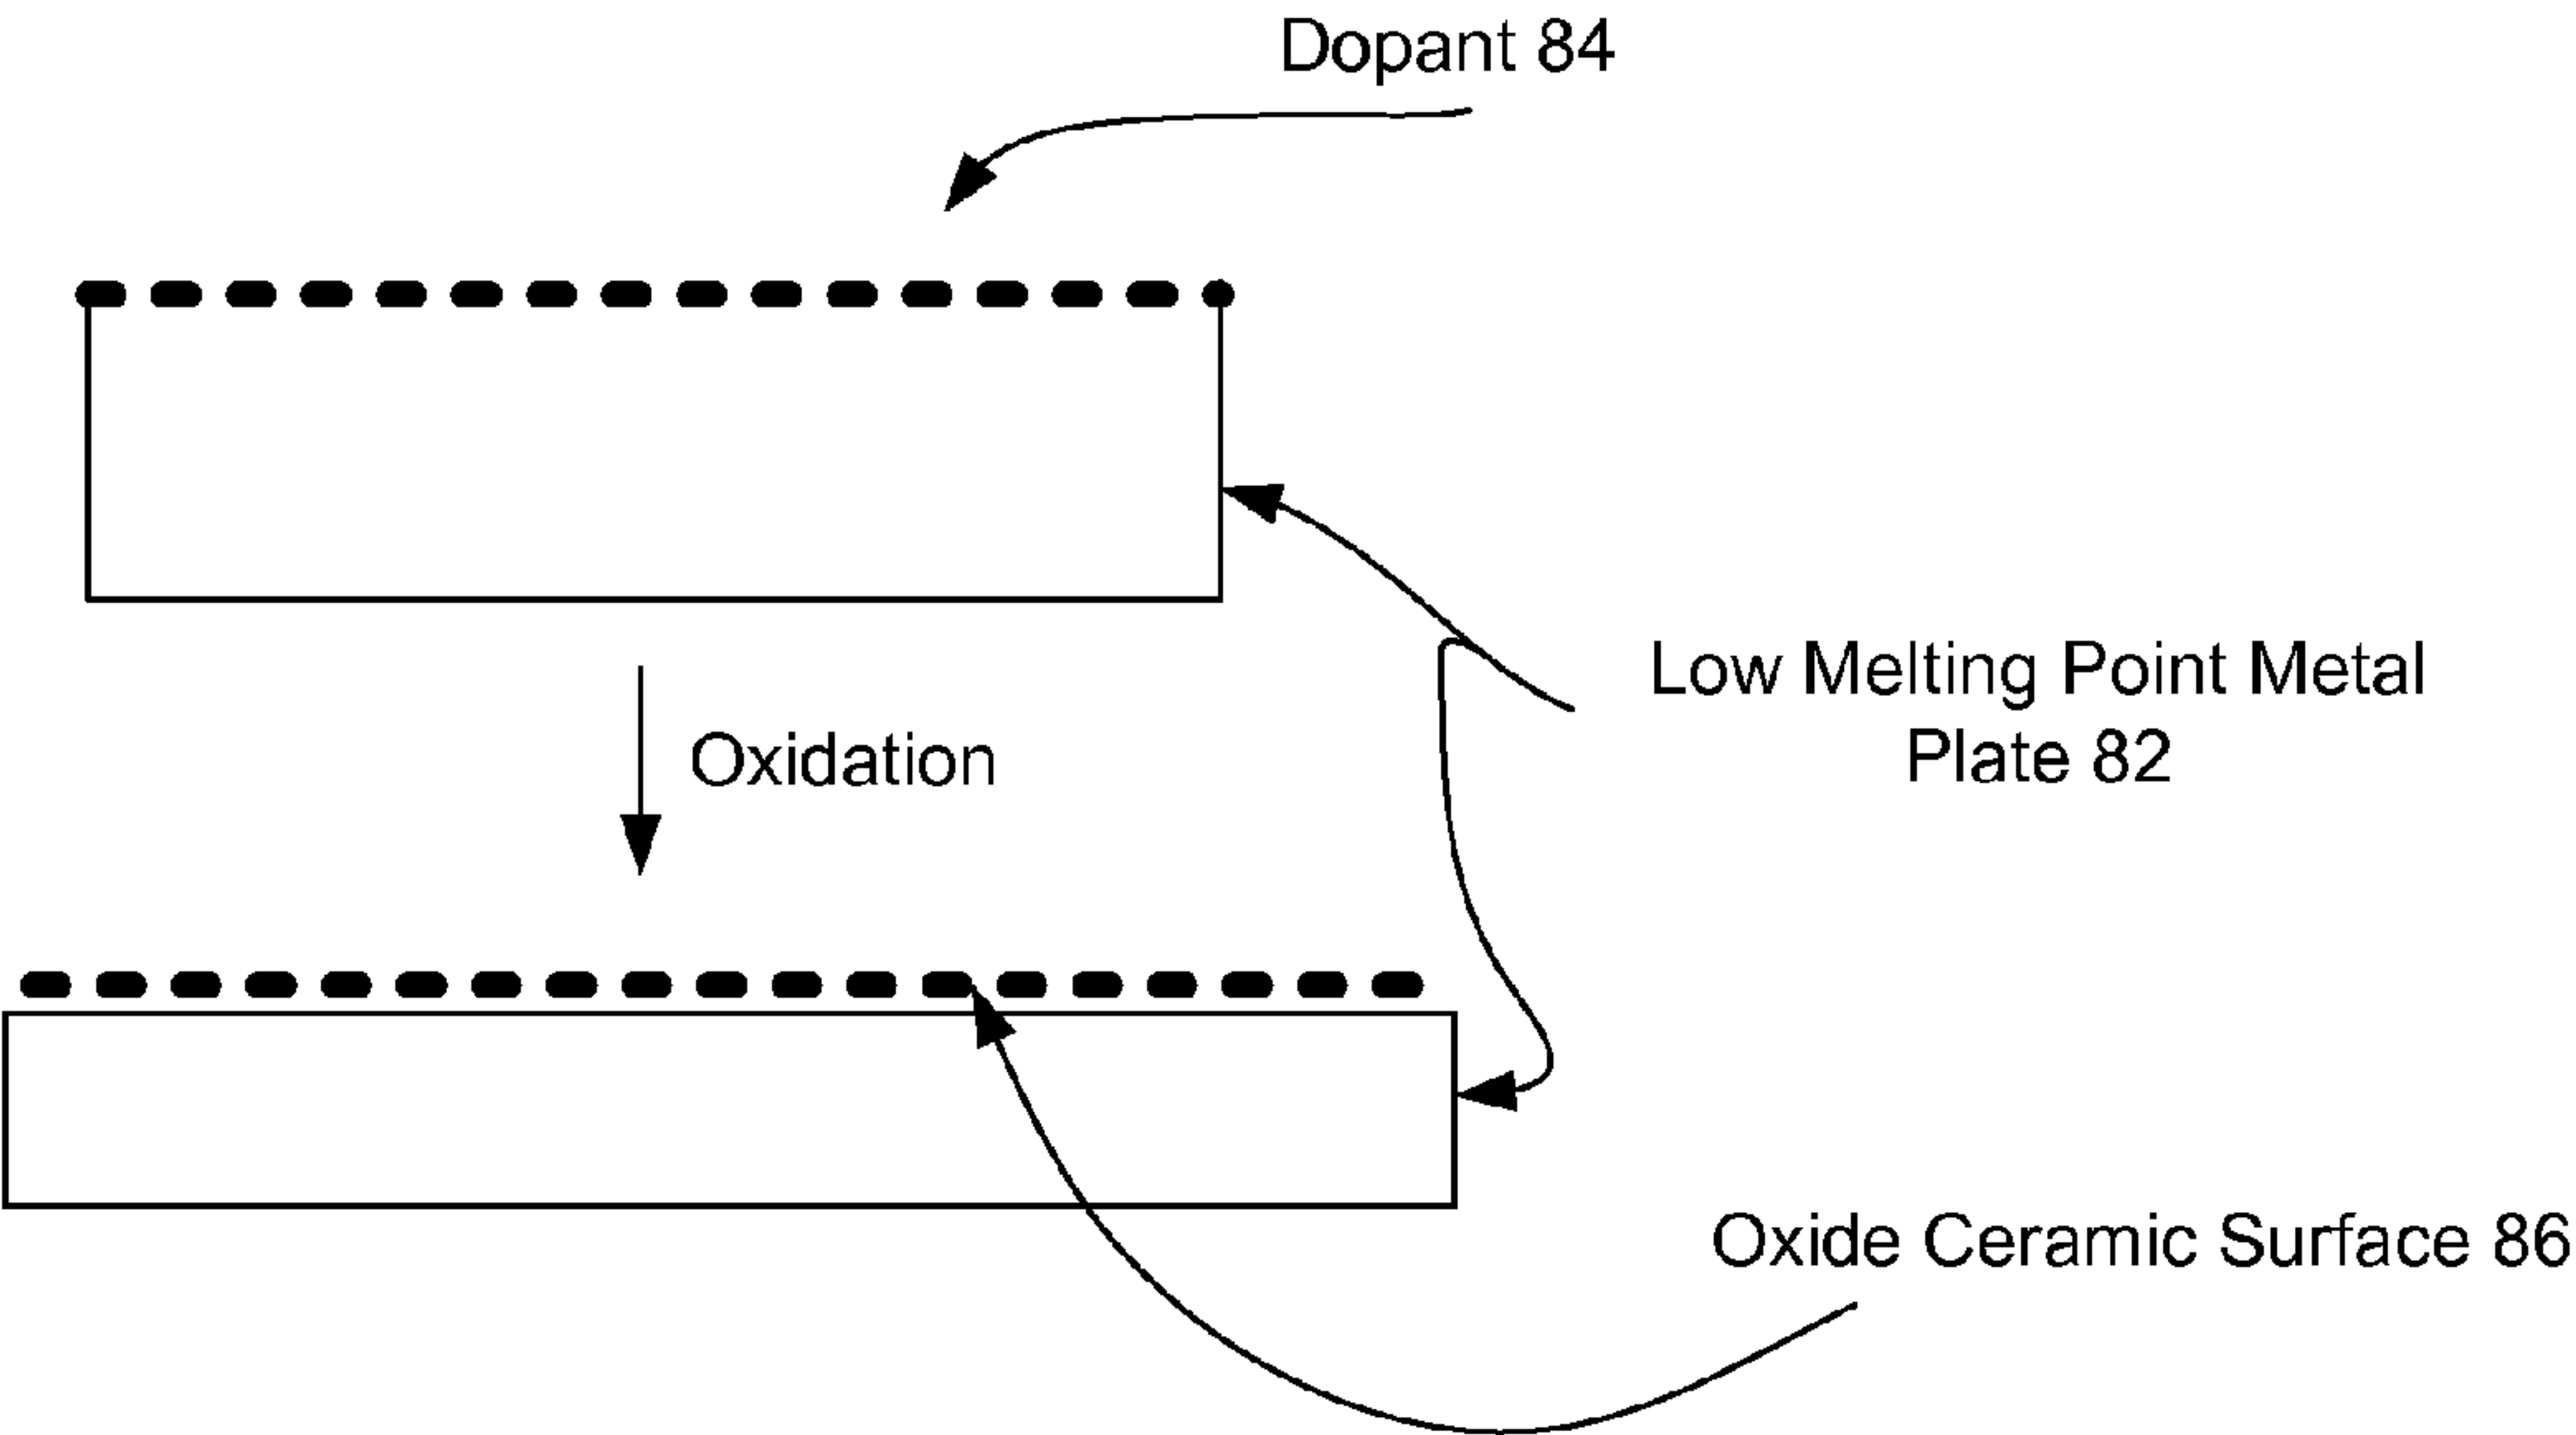 Dopant 84
Low Melting Point Metal
Plate 82
Oxidation
Oxide Ceramic Surface 86